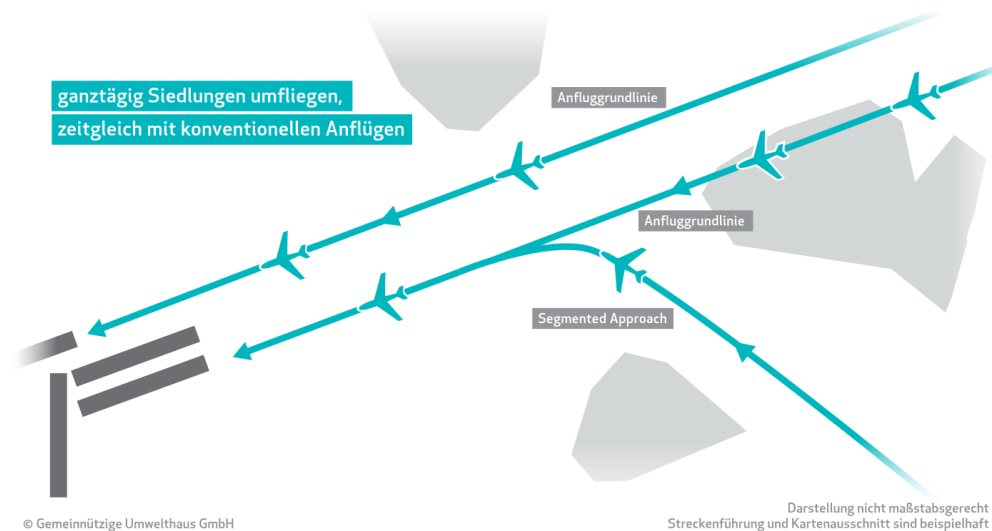 ganztägig Siedlungen umfliegen,
zeitgleich mit konventionellen Anflügen
Anfluggrundlinie
Anfluggrundlinie
Segmented Approach
© Gemeinnützige Umwelthaus GmbH
Darstellung nicht maßstabsgerecht
Streckenführung und Kartenausschnitt sind beispielhaft